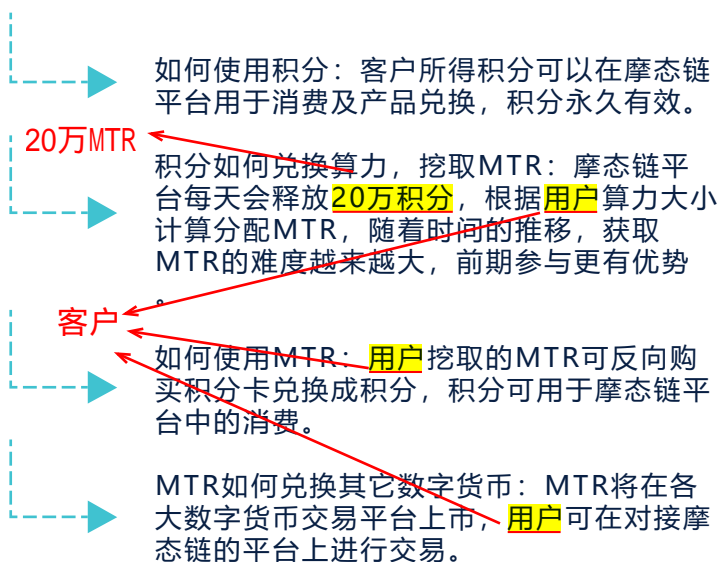 如何使用积分：客户所得积分可以在摩态链
平台用于消费及产品兑换，积分永久有效。
20万MTR
积分如何兑换算力，挖取MTR：摩态链平
台每天会释放20万积分，根据用户算力大小
计算分配MTR，随着时间的推移，获取
MTR的难度越来越大，前期参与更有优势
。
客户
如何使用MTR：用户挖取的MTR可反向购
买积分卡兑换成积分，积分可用于摩态链平
台中的消费。
MTR如何兑换其它数字货币：MTR将在各
大数字货币交易平台上市，用户可在对接摩
态链的平台上进行交易。